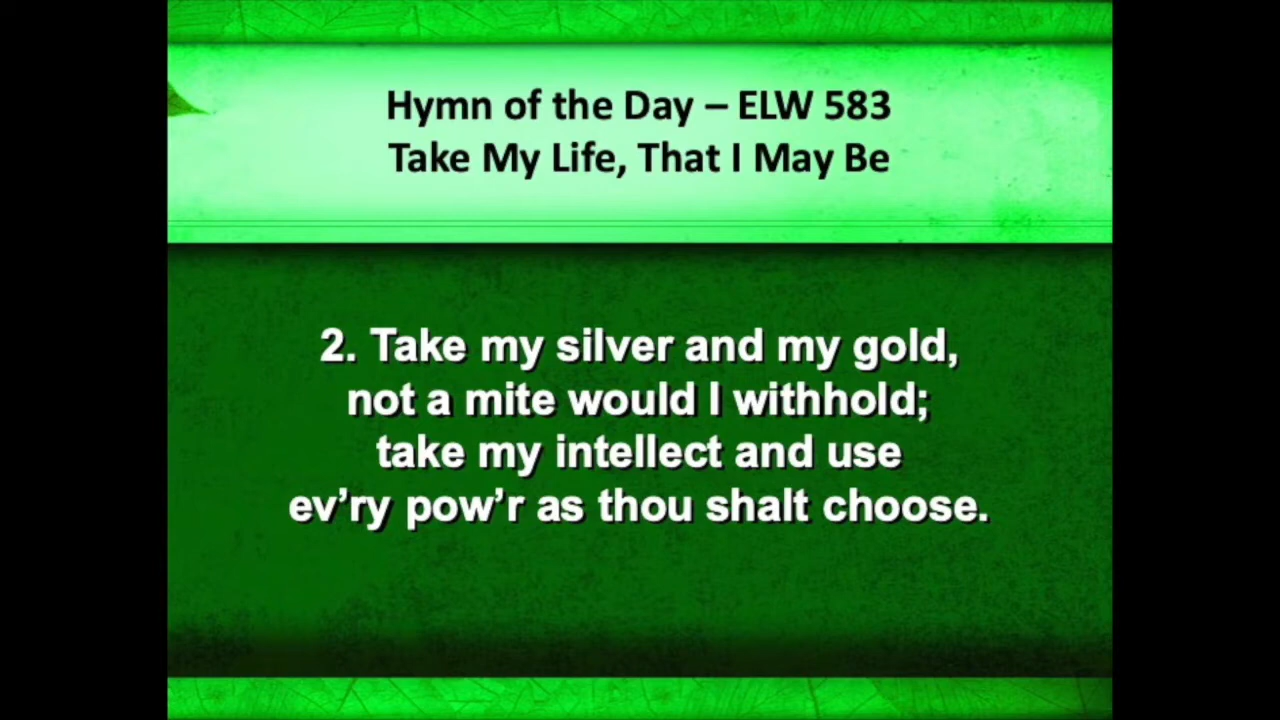 Hymn of the Day – ELW 583
Take My Life, That I May Be
2. Take my silver and my gold,
not a mite would I withhold;
take my intellect and use
ev’ry pow’r as thou shalt choose.